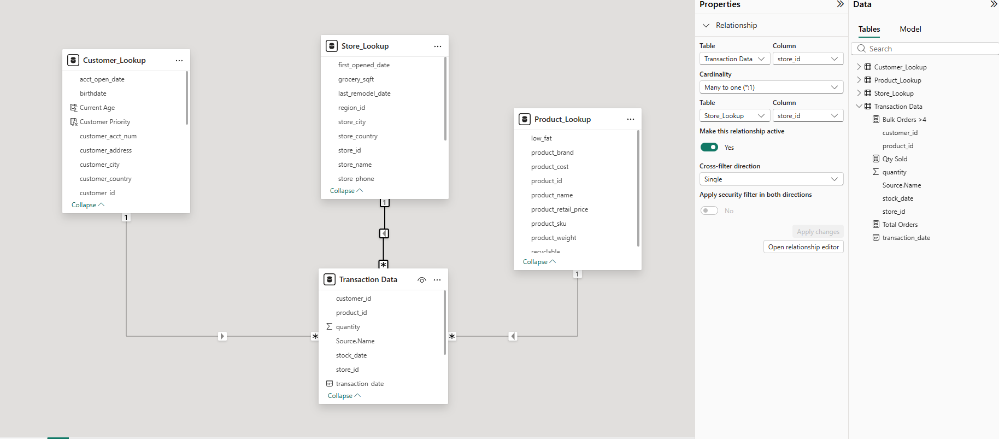 Customer_Lookup
acct_open_date
birthdate
Current Age
Customer Priority
customer_acct_num
customer_address
customer_city
customer_country
customer_id
Collapse
1
Store_Lookup
first_opened_date
grocery_sqft
last_remodel_date
region_id
store_city
store_country
store_id
store_name
store_phone
Collapse
1
*
Product_Lookup
low_fat
product_brand
product_cost
product_id
product_name
product_retail_price
product_sku
product_weight
recyclable
Collapse
1
Transaction Data
customer_id
product_id
quantity
Source.Name
stock_date
store_id
transaction_date
Collapse
*
*
Properties
Relationship
Table Column
Transaction Data store_id
Cardinality
Many to one (*:1)
Table Column
Store_Lookup store_id
Make this relationship active
Yes
Cross-filter direction
Single
Apply security filter in both directions
No
Apply changes
Open relationship editor
Data
Tables Model
Search
Customer_Lookup
Product_Lookup
Store_Lookup
Transaction Data
Bulk Orders >4
customer_id
product_id
Qty Sold
quantity
Source.Name
stock_date
store_id
Total Orders
transaction_date